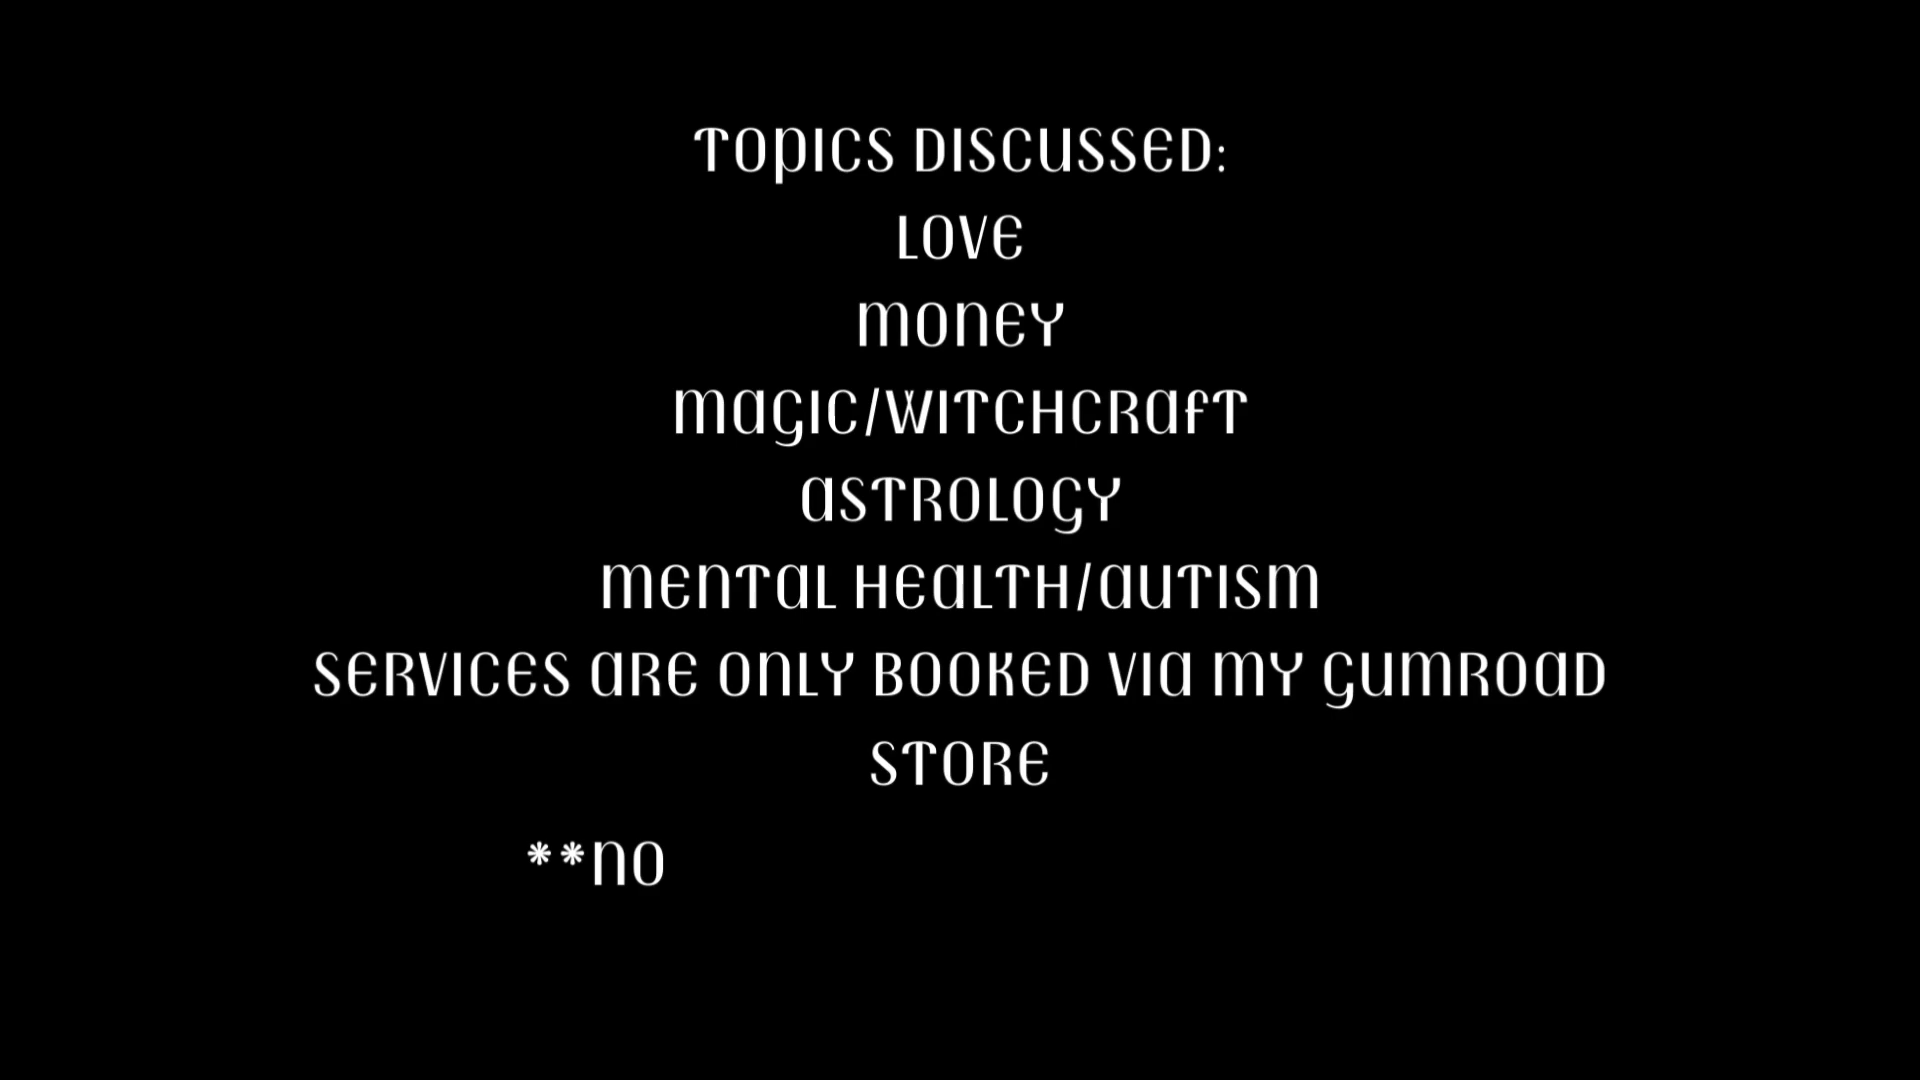 TOPICS DISCUSSED:
LOVE
MONEY
MAGIC/WITCHCRAFT
ASTROLOGY
MENTAL HEALTH/AUTISM
SERVICES ARE ONLY BOOKED VIA MY GUMROAD
STORE
**NO